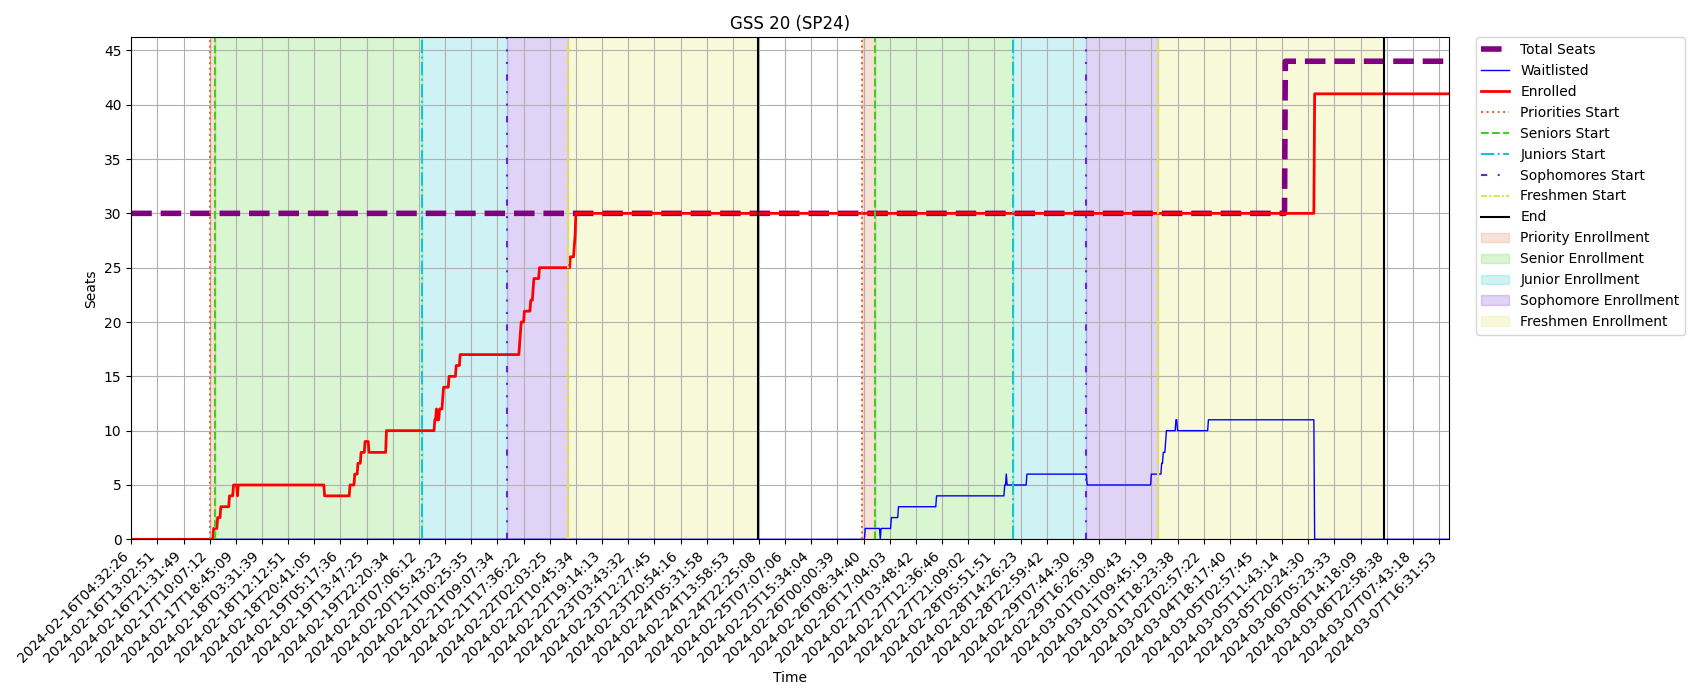 GSS 20 (SP24)
45
40
35
30
25
20
15
10
5
0
Seats
2024-02-16T04:32:26
2024-02-16T13:02:51
2024-02-16T21:31:49
2024-02-17T10:07:12
2024-02-17T18:45:09
2024-02-18T03:31:39
2024-02-18T12:12:51
2024-02-18T20:41:05
2024-02-19T05:17:36
2024-02-19T13:47:25
2024-02-19T22:20:34
2024-02-20T07:06:12
2024-02-20T15:43:23
2024-02-21T00:25:35
2024-02-21T09:07:34
2024-02-21T17:36:22
2024-02-22T02:03:25
2024-02-22T10:45:34
2024-02-22T19:14:13
2024-02-23T03:43:32
2024-02-23T12:27:45
2024-02-23T20:54:16
2024-02-24T05:31:58
2024-02-24T13:58:53
2024-02-24T22:25:08
2024-02-25T07:07:06
2024-02-25T15:34:04
2024-02-26T00:00:39
2024-02-26T08:34:40
2024-02-26T17:04:03
2024-02-27T03:48:42
2024-02-27T12:36:46
2024-02-27T21:09:02
2024-02-28T05:51:51
2024-02-28T14:26:23
2024-02-28T22:59:42
2024-02-29T07:44:30
2024-02-29T16:26:39
2024-03-01T01:00:43
2024-03-01T09:45:19
2024-03-01T18:23:38
2024-03-02T02:57:22
2024-03-04T18:17:40
2024-03-05T02:57:45
2024-03-05T11:43:14
2024-03-05T20:24:30
2024-03-06T05:23:33
2024-03-06T14:18:09
2024-03-06T22:58:38
2024-03-07T07:43:18
2024-03-07T16:31:53
Time
Total Seats
Waitlisted
Enrolled
Priorities Start
Seniors Start
Juniors Start
Sophomores Start
Freshmen Start
End
Priority Enrollment
Senior Enrollment
Junior Enrollment
Sophomore Enrollment
Freshmen Enrollment